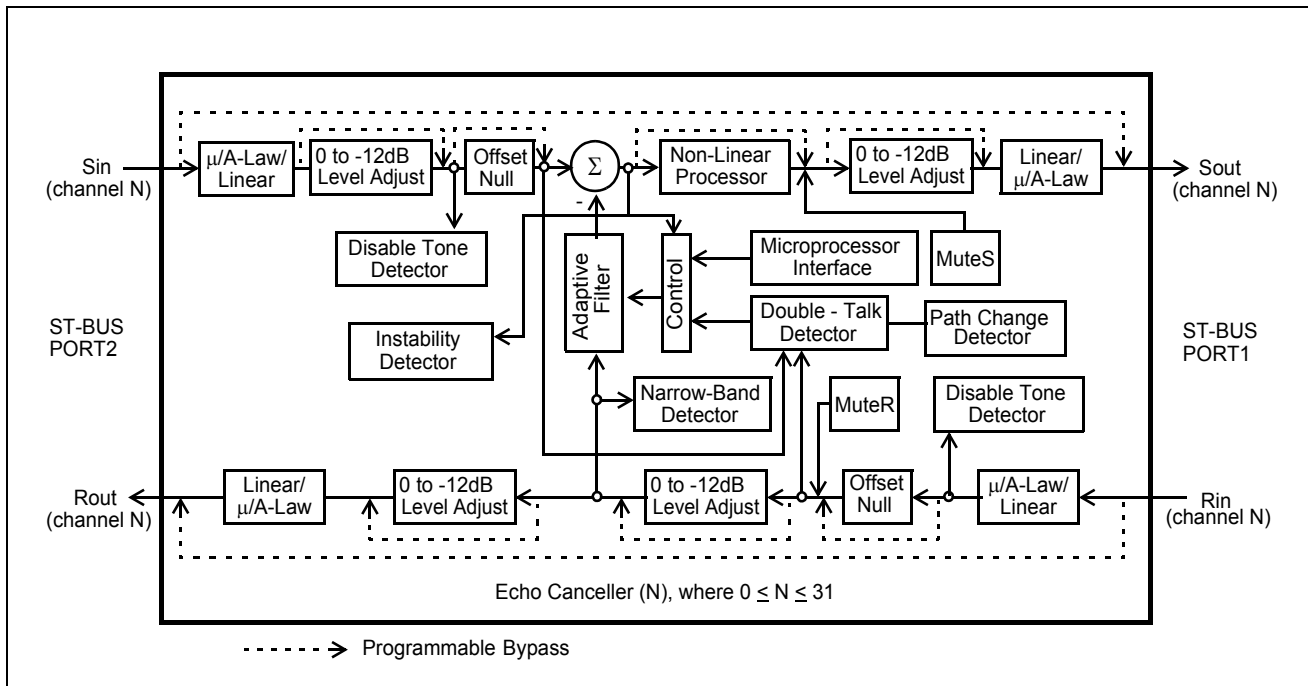 Sin
(channel N)
μ/A-Law/
Linear
0 to -12dB
Level Adjust
Offset
Null
Σ
-
Non-Linear
Processor
0 to -12dB
Level Adjust
Linear/
μ/A-Law
Sout
(channel N)
Disable Tone
Detector
Adaptive
Filter
Control
Microprocessor
Interface
MuteS
ST-BUS
PORT2
Instability
Detector
Double - Talk
Detector
Path Change
Detector
ST-BUS
PORT1
Narrow-Band
Detector
MuteR
Disable Tone
Detector
Rout
(channel N)
Linear/
μ/A-Law
0 to -12dB
Level Adjust
0 to -12dB
Level Adjust
Offset
Null
μ/A-Law/
Linear
Rin
(channel N)
Echo Canceller (N), where 0 ≤ N ≤ 31
Programmable Bypass